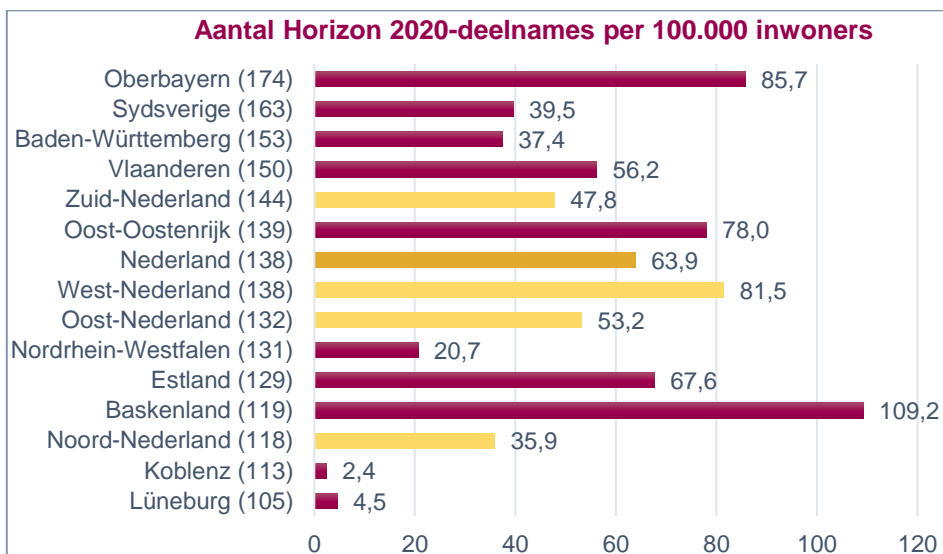 Aantal Horizon 2020-deelnames per 100.000 inwoners
Oberbayern (174) 85,7
Sydsverige (163) 39,5
Baden-Württemberg (153) 37,4
Vlaanderen (150) 56,2
Zuid-Nederland (144) 47,8
Oost-Oostenrijk (139) 78,0
Nederland (138) 63,9
West-Nederland (138) 81,5
Oost-Nederland (132) 53,2
Nordrhein-Westfalen (131) 20,7
Estland (129) 67,6
Baskenland (119) 109,2
Noord-Nederland (118) 35,9
Koblenz (113) 2,4
Lüneburg (105) 4,5
0 20 40 60 80 100 120